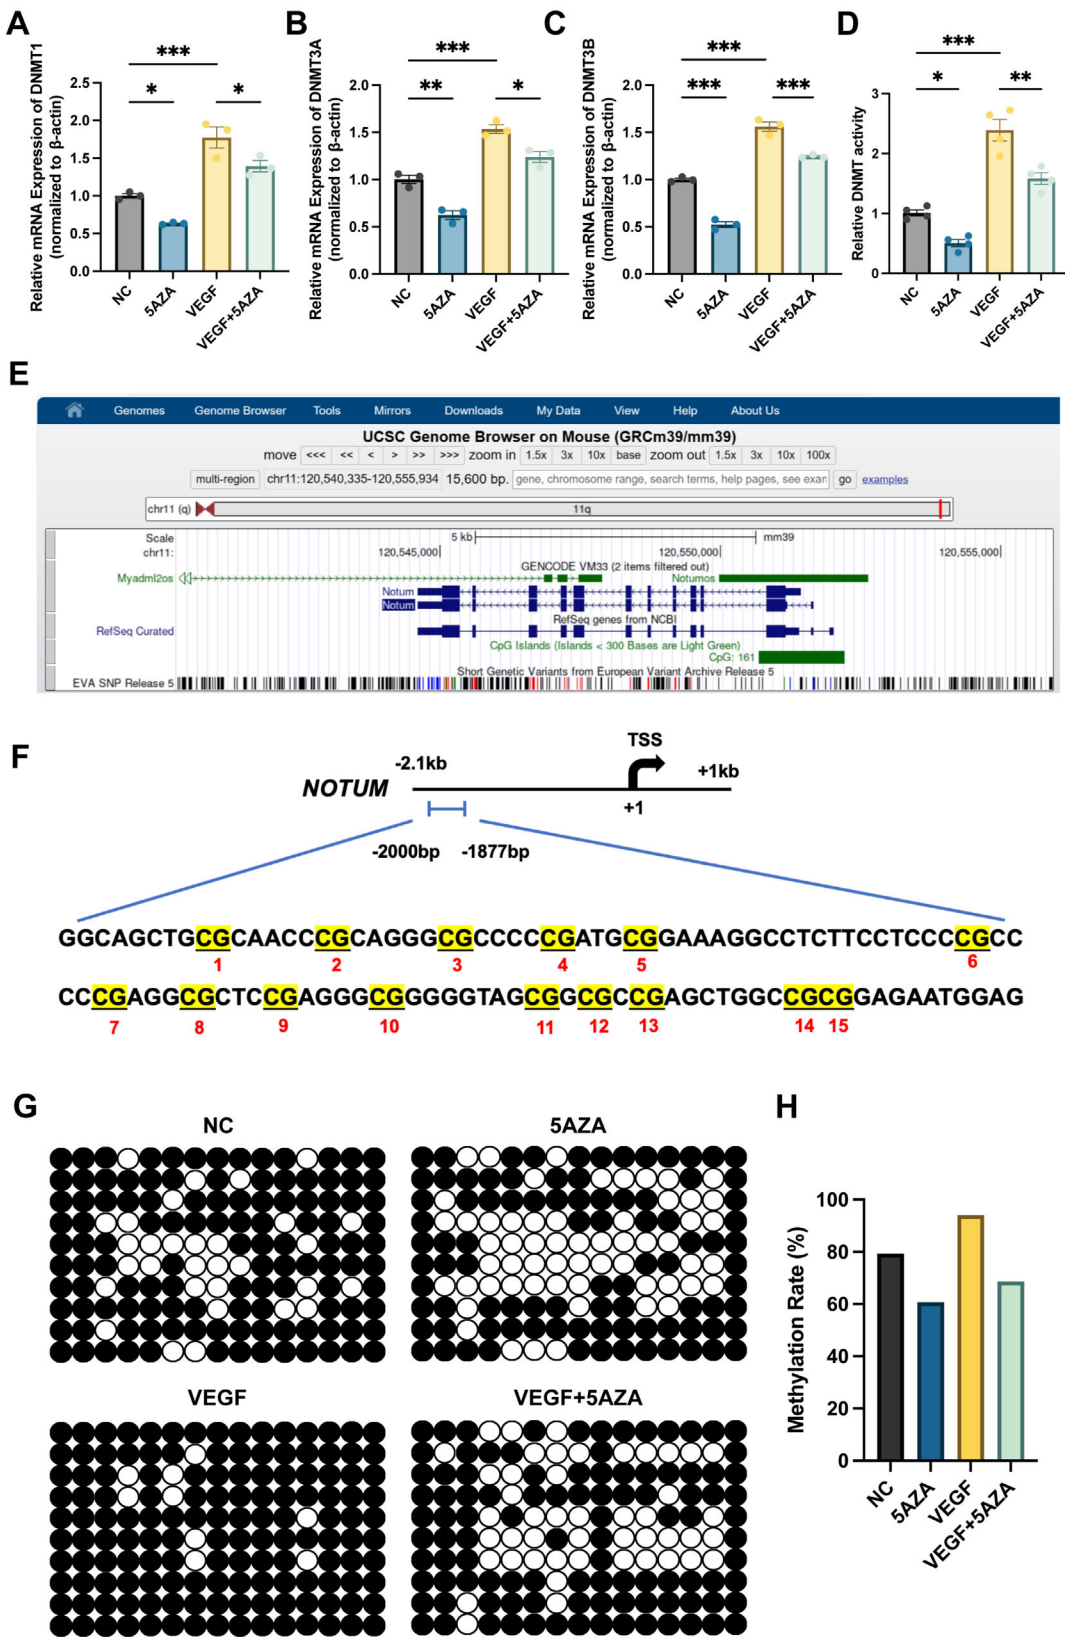 A
Relative mRNA Expression of DNMT1
(normalized to β-actin)
2.5
2.0
1.5
1.0
0.5
0.0
***
*
*
NC
5AZA
VEGF
VEGF+5AZA
B
Relative mRNA Expression of DNMT3A
(normalized to β-actin)
2.0
1.5
1.0
0.5
0.0
***
**
*
NC
5AZA
VEGF
VEGF+5AZA
C
Relative mRNA Expression of DNMT3B
(normalized to β-actin)
2.0
1.5
1.0
0.5
0.0
***
***
***
NC
5AZA
VEGF
VEGF+5AZA
D
Relative DNMT activity
3
2
1
0
***
*
**
NC
5AZA
VEGF
VEGF+5AZA
E
Genomes Genome Browser Tools Mirrors Downloads My Data View Help About Us
UCSC Genome Browser on Mouse (GRCm39/mm39)
move <<< << < > >> >>> zoom in 1.5x 3x 10x base zoom out 1.5x 3x 10x 100x
multi-region chr11:120,540,335-120,555,934 15,600 bp. gene, chromosome range, search terms, help pages, see exam go examples
chr11 (q) 11q
Scale 5 kb mm39
chr11: 120,545,000 120,550,000 120,555,000
GENCODE VM33 (2 items filtered out)
Myadml2os Notumos
Notum
Notum
RefSeq genes from NCBI
RefSeq Curated
CpG Islands (Islands < 300 Bases are Light Green)
CpG: 161
Short Genetic Variants from European Variant Archive Release 5
EVA SNP Release 5
F
TSS
-2.1kb +1kb
NOTUM
+1
-2000bp -1877bp
GGCAGCTGCGCAACCCGCAGGGCGCCCCCGATGCGGAAAGGCCTCTTCCTCCCCGCC
1 2 3 4 5 6
CCCGAGGCGCTCCGAGGGCGGGGGTAGCGGCGCCGAGCTGGCCGCGGAGAATGGAG
7 8 9 10 11 12 13 14 15
G
NC 5AZA
VEGF VEGF+5AZA
H
Methylation Rate (%)
100
80
60
40
20
0
NC
5AZA
VEGF
VEGF+5AZA